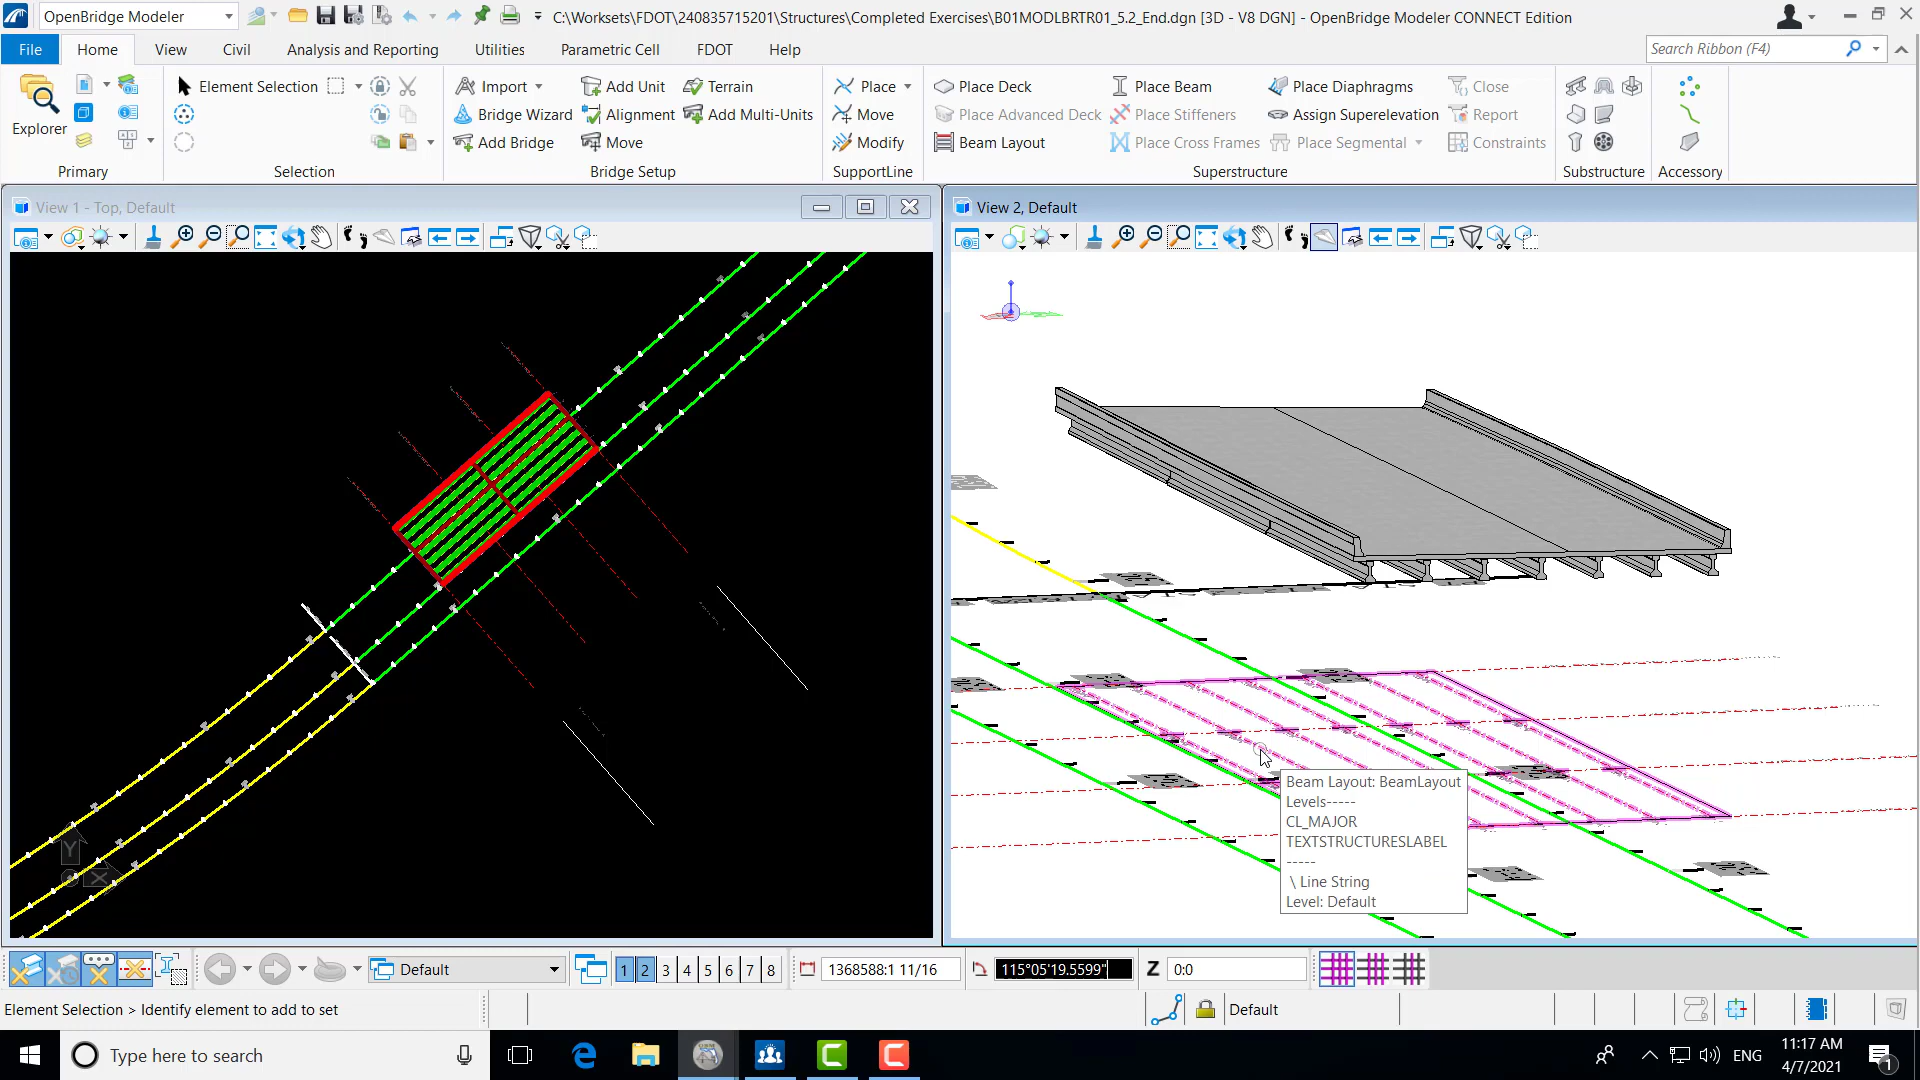 OpenBridge Modeler
C:\Worksets\FDOT\240835715201\Structures\Completed Exercises\B01MODLBRTR01_5.2_End.dgn [3D - V8 DGN] - OpenBridge Modeler CONNECT Edition
File Home View Civil Analysis and Reporting Utilities Parametric Cell FDOT Help
Search Ribbon (F4)
Element Selection
Import
Add Unit
Terrain
Place
Place Deck
Place Beam
Place Diaphragms
Close
Bridge Wizard
Alignment
Add Multi-Units
Move
Place Advanced Deck
Place Stiffeners
Assign Superelevation
Report
Explorer
Add Bridge
Move
Modify
Beam Layout
Place Cross Frames
Place Segmental
Constraints
Primary
Selection
Bridge Setup
SupportLine
Superstructure
Substructure
Accessory
View 1 - Top, Default
View 2, Default
Y
X
Beam Layout: BeamLayout
Levels-----
CL_MAJOR
TEXTSTRUCTURESLABEL
-----
\ Line String
Level: Default
Default
1 2 3 4 5 6 7 8
1368588:1 11/16
115°05'19.5599"
Z
0:0
Element Selection > Identify element to add to set
Default
Type here to search
ENG
11:17 AM
4/7/2021
1